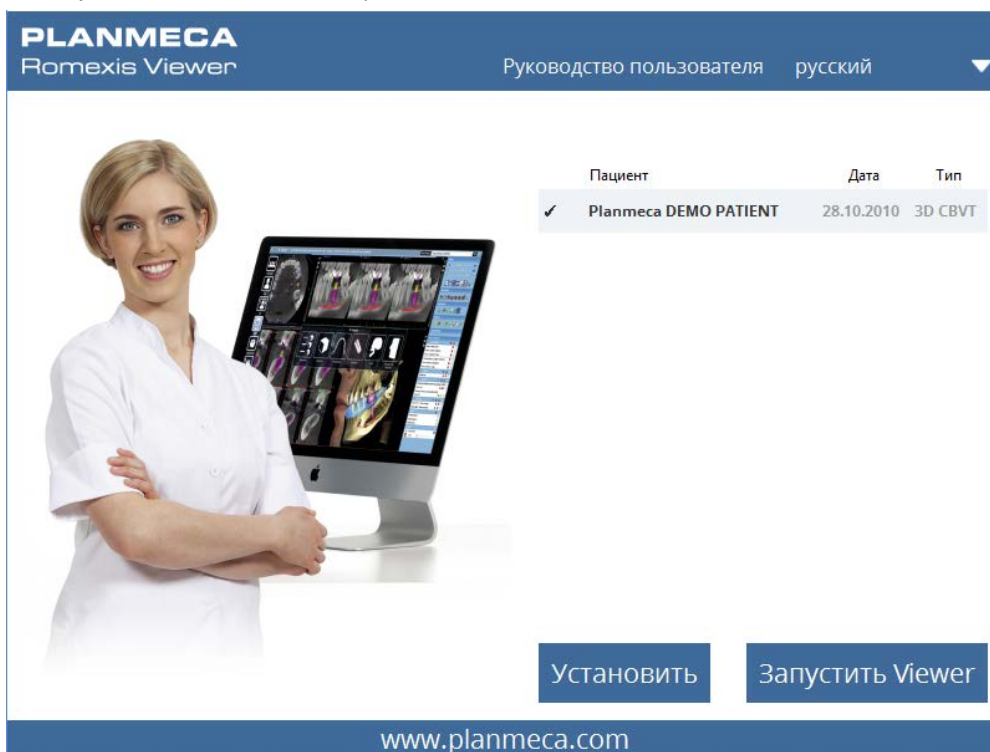 PLANMECA
Romexis Viewer
Руководство пользователя русский
Пациент Дата Тип
✓ Planmeca DEMO PATIENT 28.10.2010 3D CBVT
Установить Запустить Viewer
www.planmeca.com